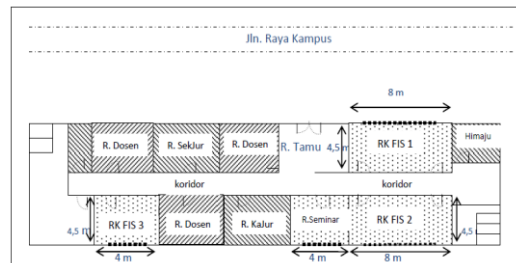 Jln. Raya Kampus
8 m
R. Dosen
R. SekJur
R. Dosen
R. Tamu
4,5 m
RK FIS 1
Himaju
koridor
koridor
4,5 m
RK FIS 3
R. Dosen
R. KaJur
R.Seminar
RK FIS 2
4,5
4 m
4 m
8 m